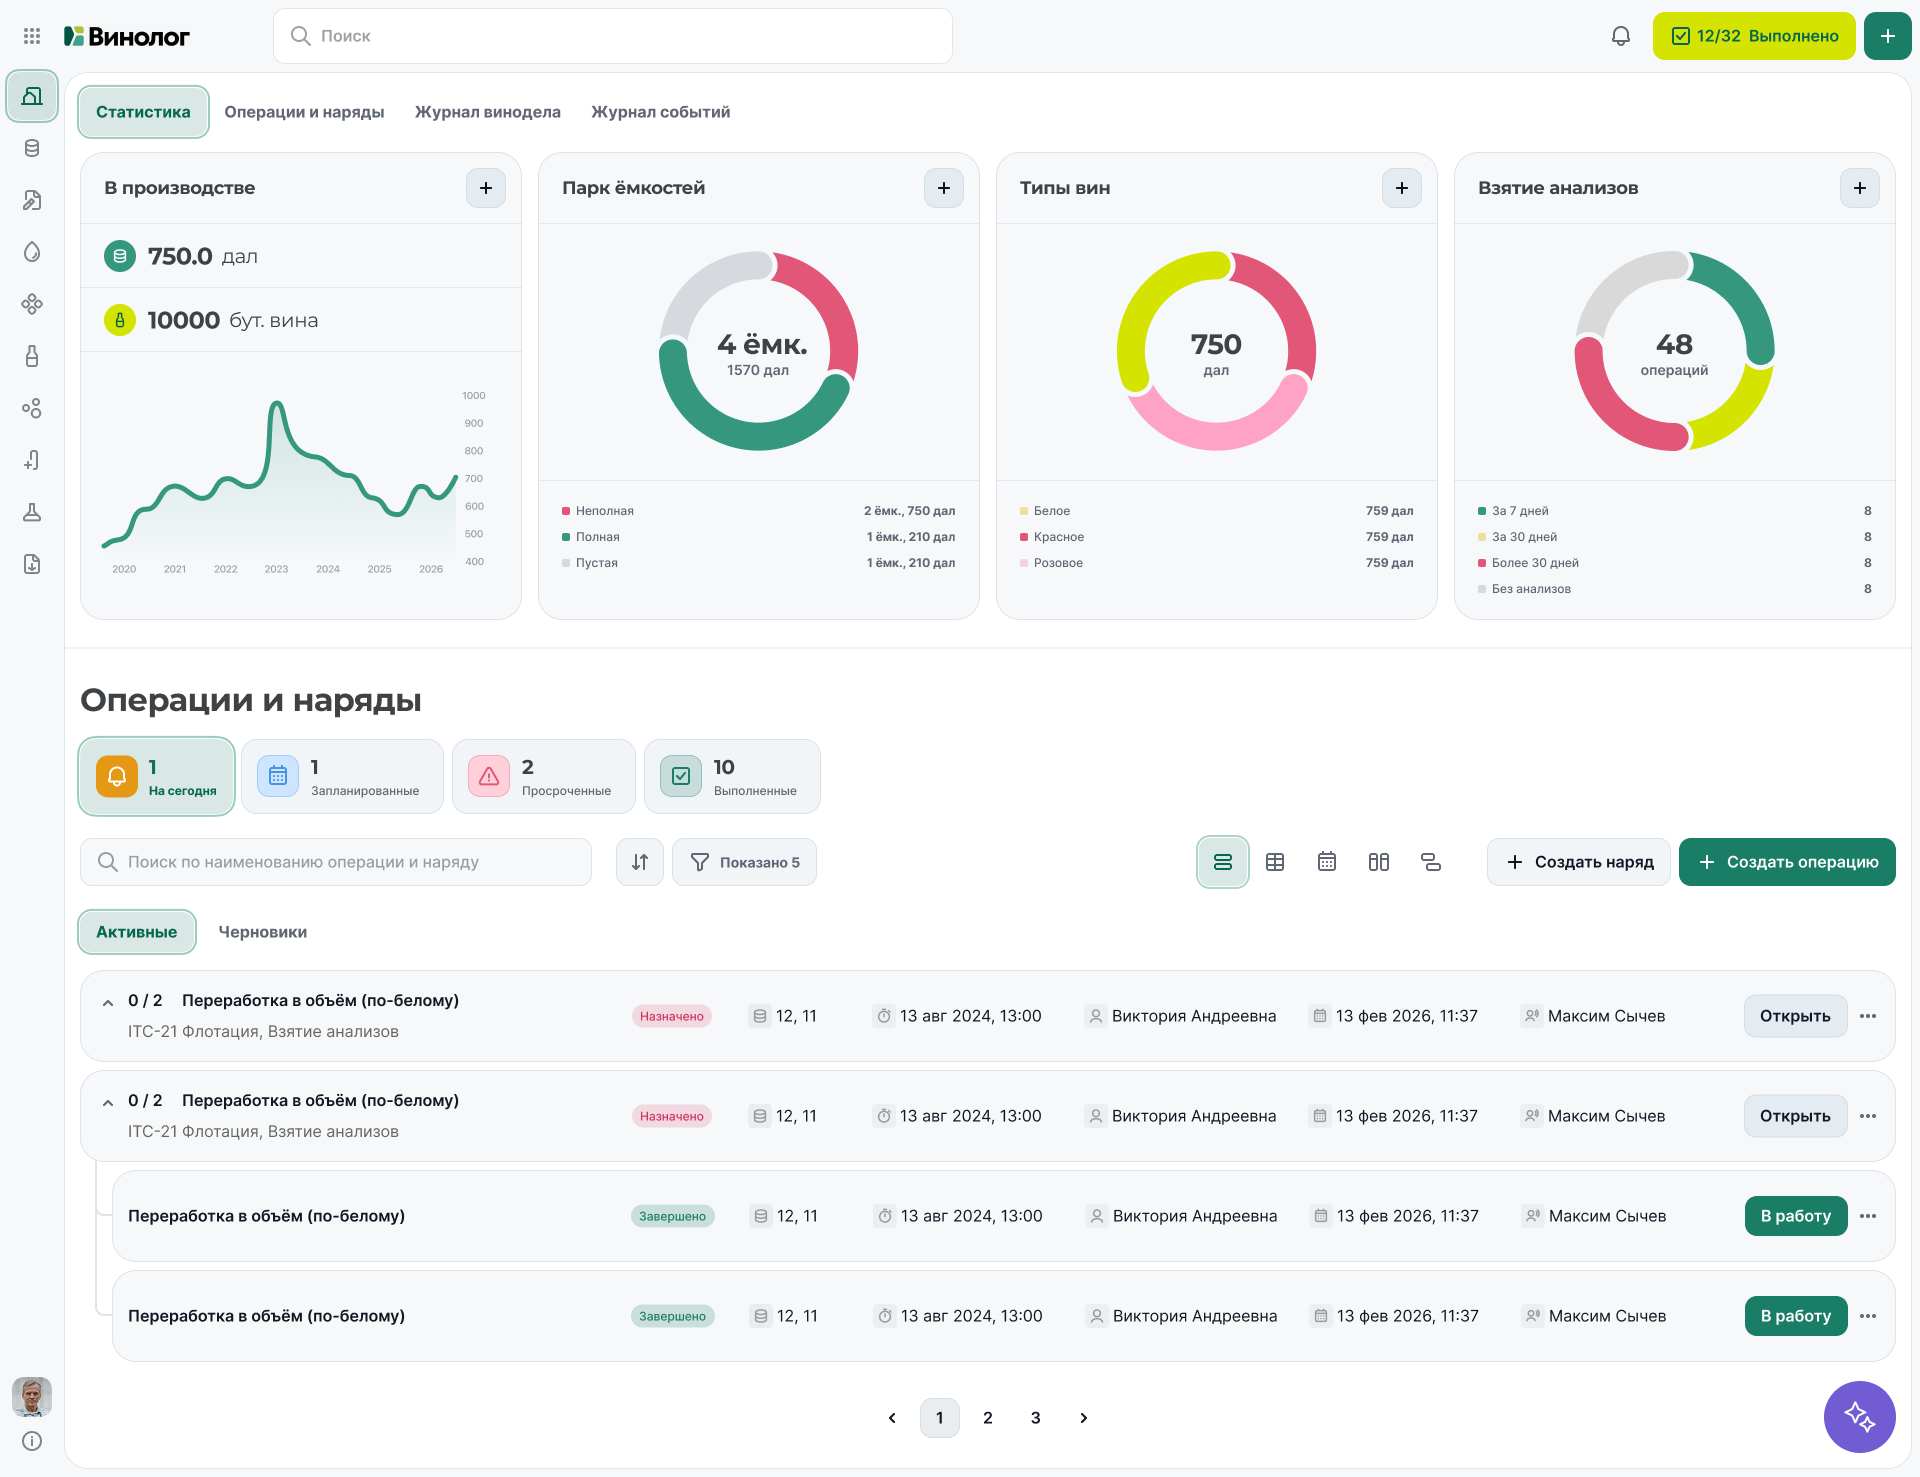 Винолог
Поиск
12/32 Выполнено
Статистика
Операции и наряды
Журнал винодела
Журнал событий
В производстве
750.0 дал
10000 бут. вина
1000
900
800
700
600
500
400
2020 2021 2022 2023 2024 2025 2026
Парк ёмкостей
4 ёмк.
1570 дал
Неполная 2 ёмк., 750 дал
Полная 1 ёмк., 210 дал
Пустая 1 ёмк., 210 дал
Типы вин
750
дал
Белое 759 дал
Красное 759 дал
Розовое 759 дал
Взятие анализов
48
операций
За 7 дней 8
За 30 дней 8
Более 30 дней 8
Без анализов 8
Операции и наряды
1
На сегодня
1
Запланированные
2
Просроченные
10
Выполненные
Поиск по наименованию операции и наряду
Показано 5
Создать наряд
Создать операцию
Активные
Черновики
0 / 2 Переработка в объём (по-белому)
ITC-21 Флотация, Взятие анализов
Назначено 12, 11 13 авг 2024, 13:00 Виктория Андреевна 13 фев 2026, 11:37 Максим Сычев Открыть
0 / 2 Переработка в объём (по-белому)
ITC-21 Флотация, Взятие анализов
Назначено 12, 11 13 авг 2024, 13:00 Виктория Андреевна 13 фев 2026, 11:37 Максим Сычев Открыть
Переработка в объём (по-белому) Завершено 12, 11 13 авг 2024, 13:00 Виктория Андреевна 13 фев 2026, 11:37 Максим Сычев В работу
Переработка в объём (по-белому) Завершено 12, 11 13 авг 2024, 13:00 Виктория Андреевна 13 фев 2026, 11:37 Максим Сычев В работу
1 2 3